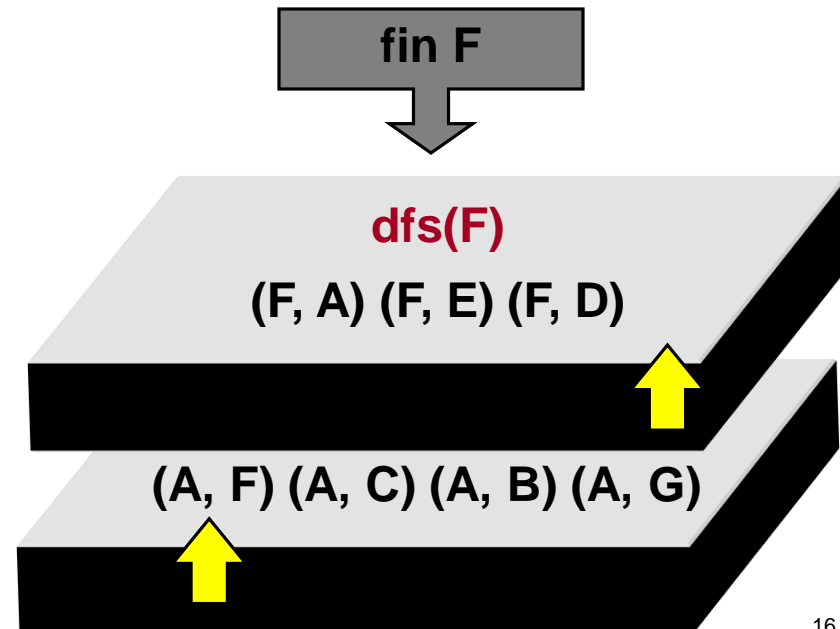 fin F
dfs(F)
(F, A) (F, E) (F, D)
(A, F) (A, C) (A, B) (A, G)
16